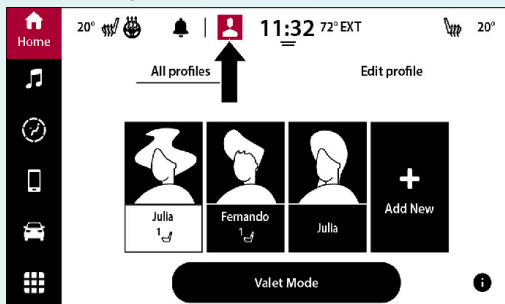 Home
20°
11:32 72° EXT
20°
All profiles
Edit profile
Julia
1
Fernando
1
Julia
Add New
Valet Mode